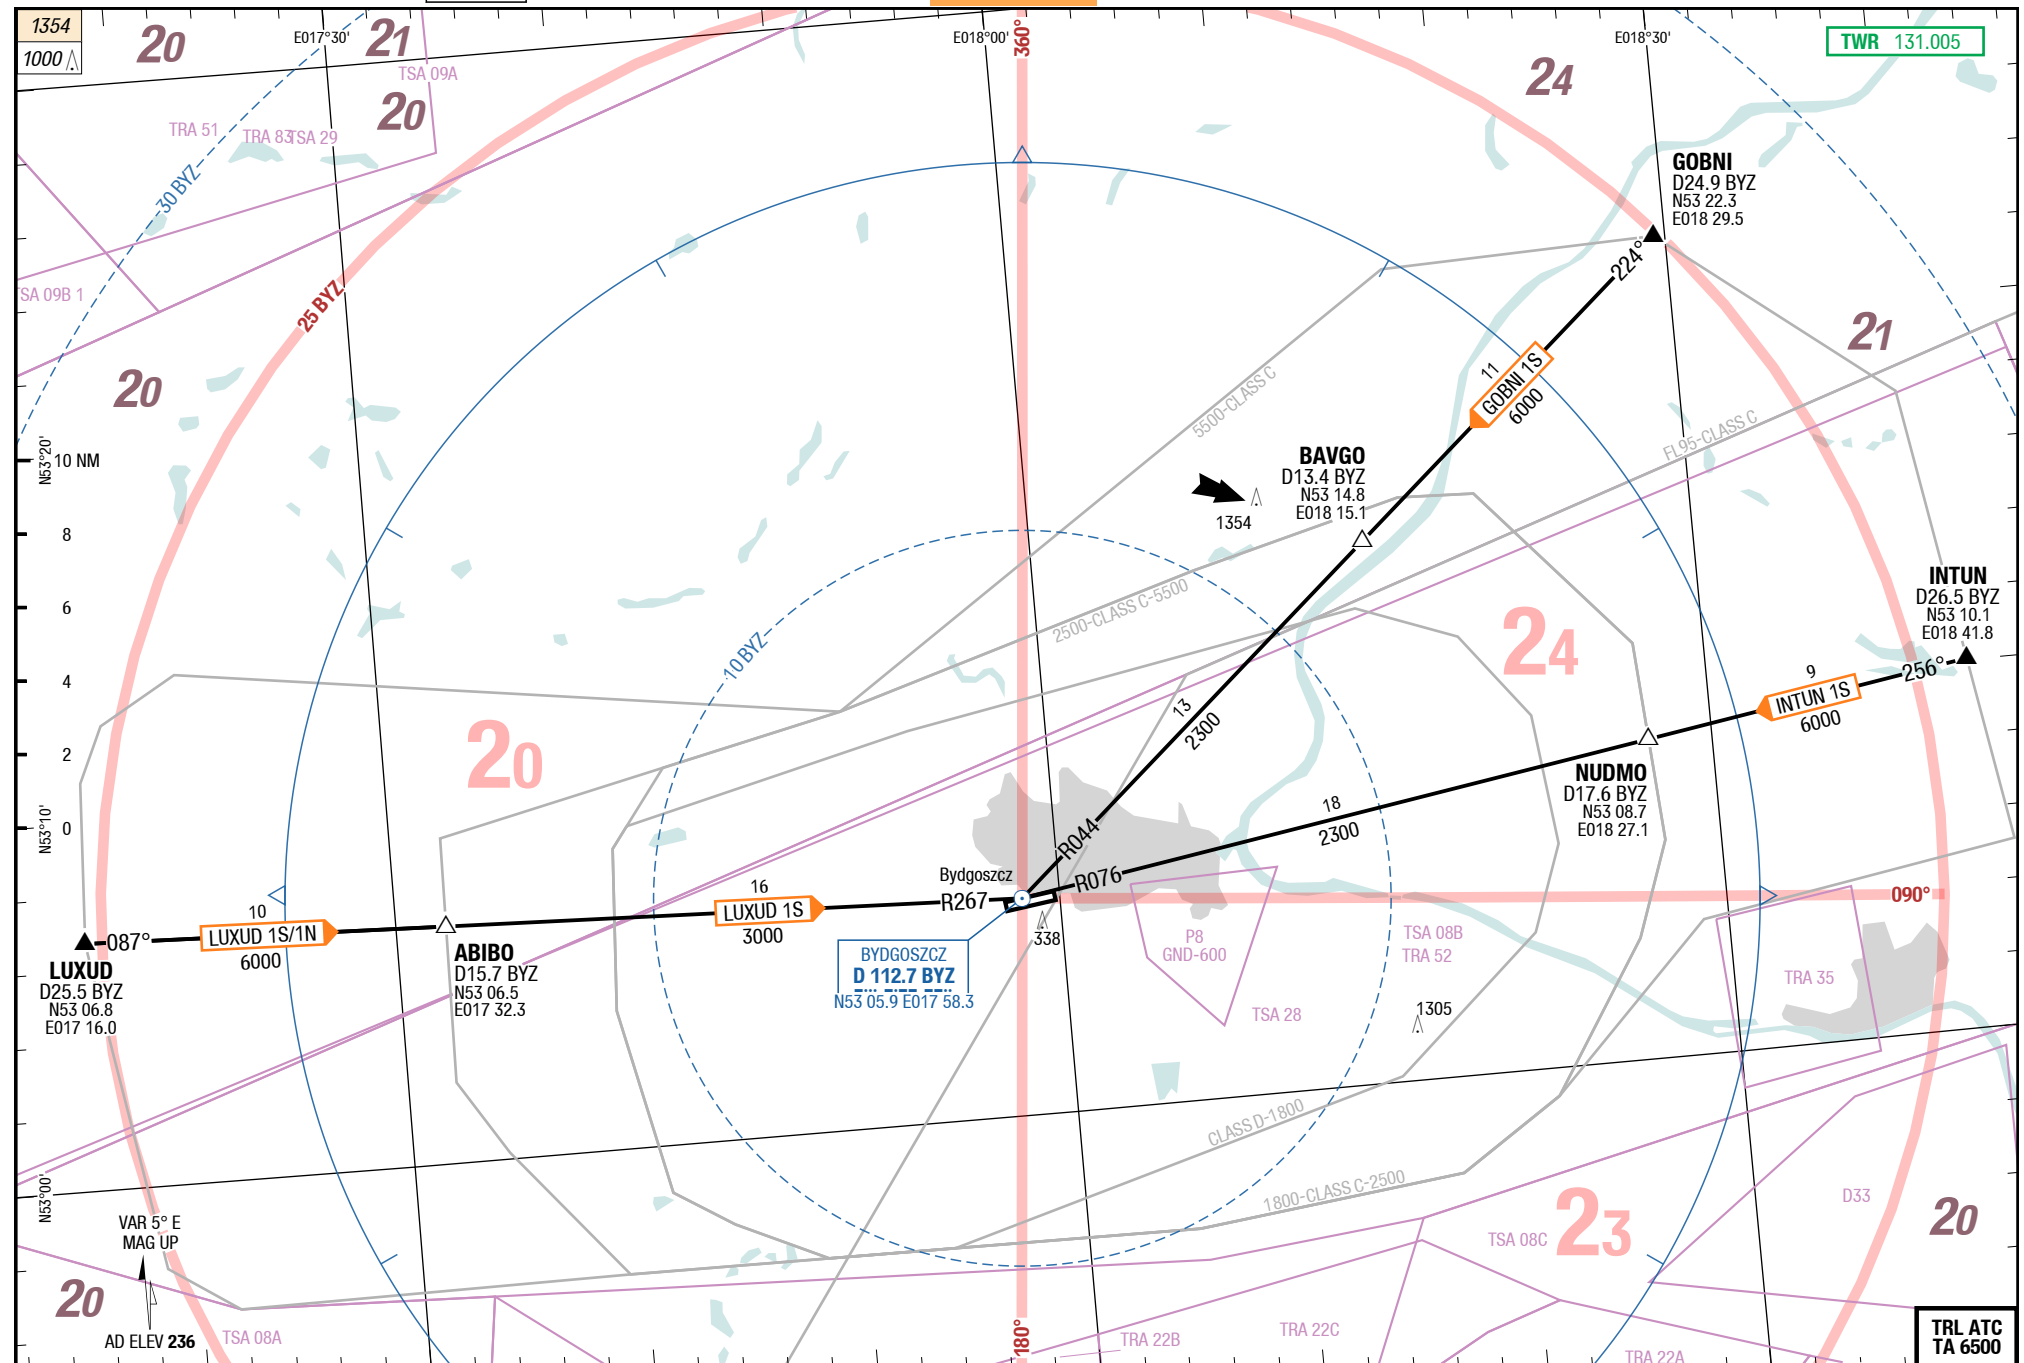 1354
1000
20
E017°30'
21
E018°00'
360°
E018°30'
TWR 131.005
TSA 09A
20
24
TRA 51
TRA 83
TSA 29
30 BYZ
GOBNI
D24.9 BYZ
N53 22.3
E018 29.5
224°
TSA 09B 1
25 BYZ
21
20
11
GOBNI 1S
6000
5500-CLASS C
FL95-CLASS C
N53°20'
10 NM
BAVGO
D13.4 BYZ
N53 14.8
E018 15.1
1354
8
INTUN
D26.5 BYZ
N53 10.1
E018 41.8
6
2500-CLASS C-5500
10 BYZ
24
4
256°
9
INTUN 1S
6000
13
2300
20
2
NUDMO
D17.6 BYZ
N53 08.7
E018 27.1
N53°10'
0
18
2300
R044
R076
Bydgoszcz
R267
090°
16
LUXUD 1S
3000
10
LUXUD 1S/1N
6000
087°
LUXUD
D25.5 BYZ
N53 06.8
E017 16.0
ABIBO
D15.7 BYZ
N53 06.5
E017 32.3
338
BYDGOSZCZ
D 112.7 BYZ
N53 05.9 E017 58.3
P8
GND-600
TSA 08B
TRA 52
TRA 35
TSA 28
1305
CLASS D-1800
1800-CLASS C-2500
N53°00'
D33
20
VAR 5° E
MAG UP
TSA 08C
23
20
AD ELEV 236
TSA 08A
180°
TRA 22B
TRA 22C
TRA 22A
TRL ATC
TA 6500